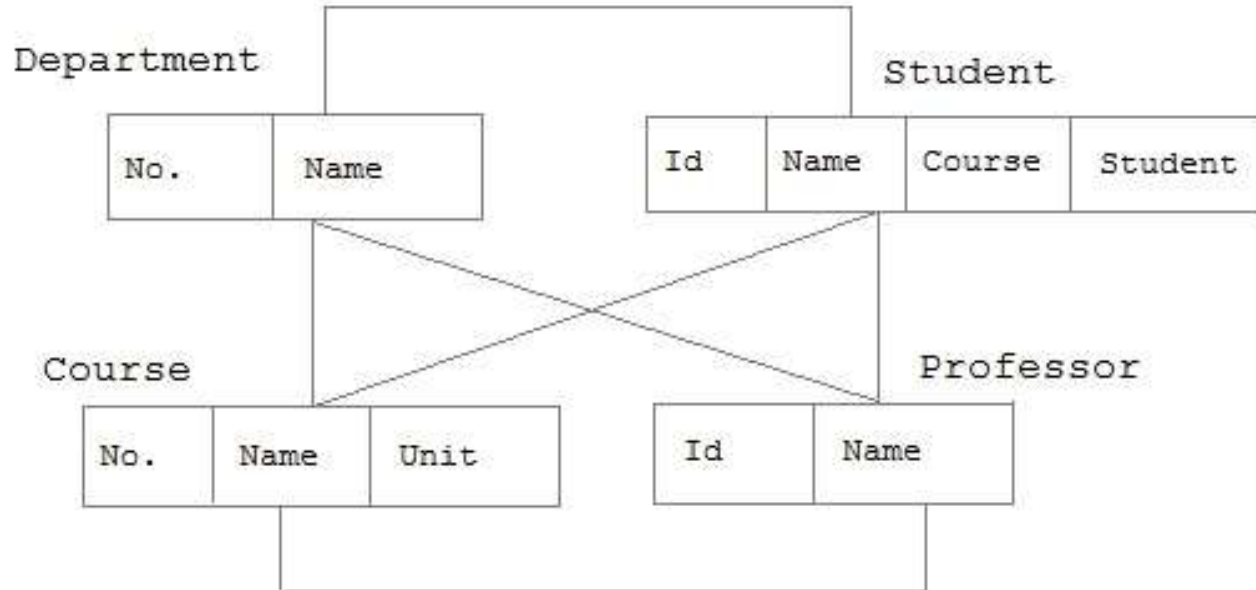 Department
Student
No. Name
Id Name Course Student
Course
Professor
No. Name Unit
Id Name